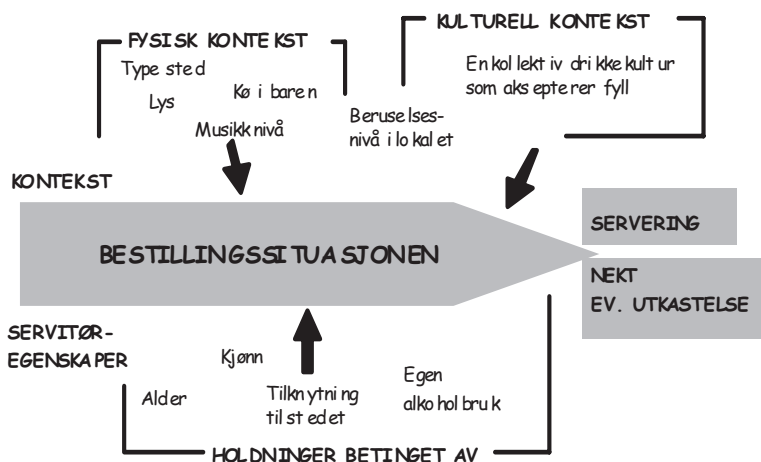 FYSISK KONTEKST
Type sted
Lys
Kø i baren
Musikknivå
KULTURELL KONTEKST
En kollektiv drikkekultur
som aksepterer fyll
Beruselses-
nivå i lokalet
KONTEKST
BESTILLINGSSITUASJONEN
SERVERING
NEKT
EV. UTKASTELSE
SERVITØR-
EGENSKAPER
Kjønn
Alder
Tilknytning
til stedet
Egen
alkoholbruk
HOLDNINGER BETINGET AV